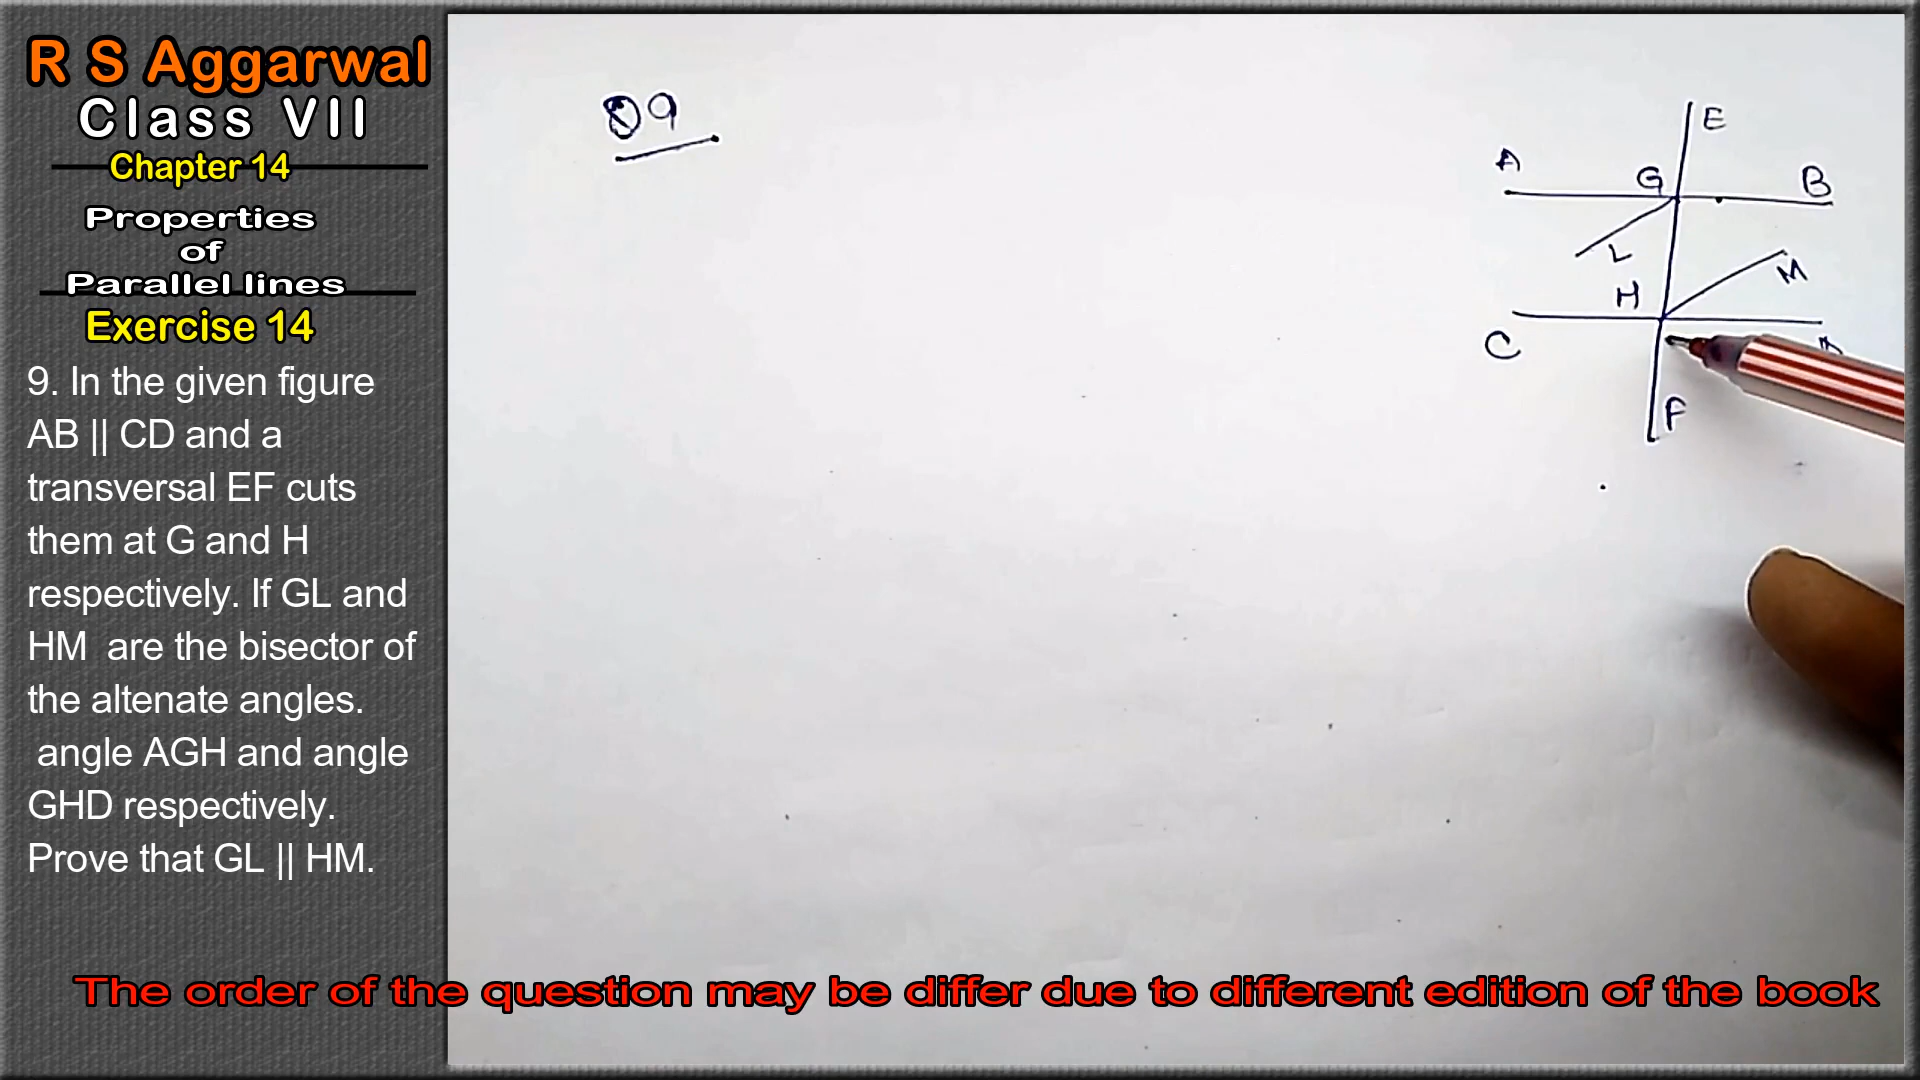 R S Aggarwal
Class VII
Chapter 14
Properties
of
Parallel lines
Exercise 14
9. In the given figure
AB || CD and a
transversal EF cuts
them at G and H
respectively. If GL and
HM are the bisector of
the altenate angles.
angle AGH and angle
GHD respectively.
Prove that GL || HM.
Q9
E
A
G
B
L
M
H
C
F
The order of the question may be differ due to different edition of the book